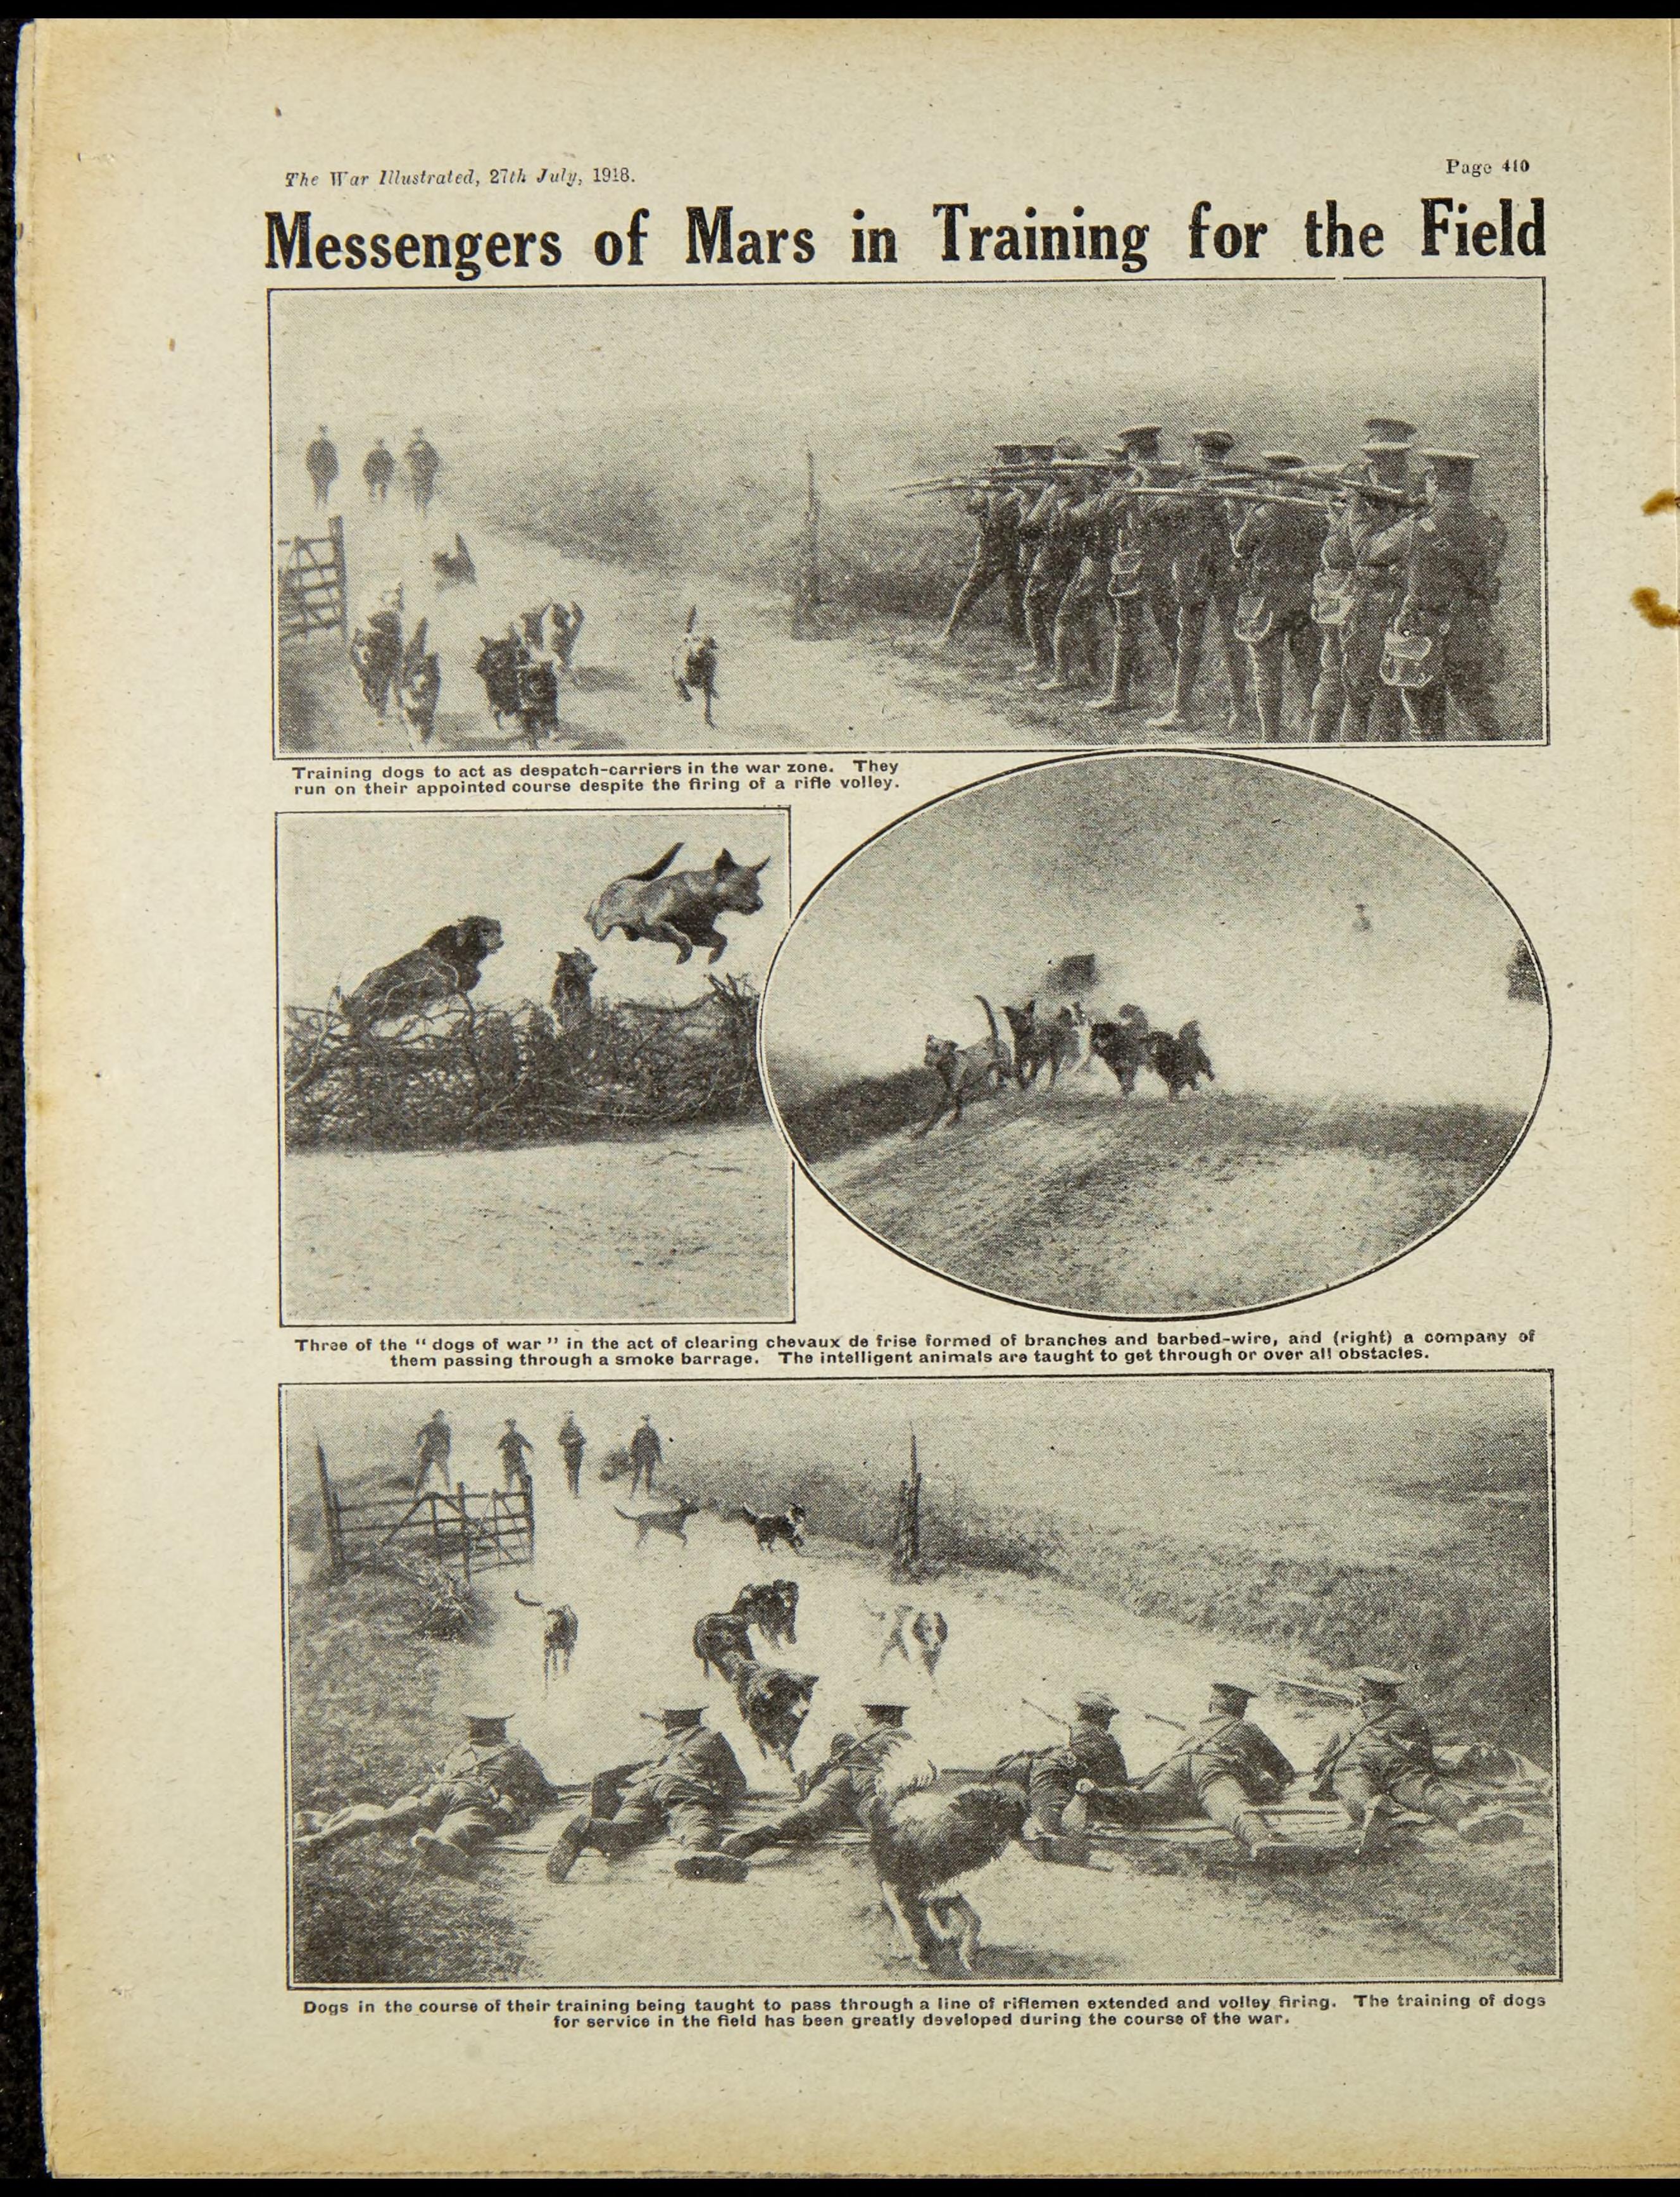 The War Illustrated, 27th July, 1918.
Page 410
Messengers of Mars in Training for the Field
Training dogs to act as despatch-carriers in the war zone. They
run on their appointed course despite the firing of a rifle volley.
Three of the “ dogs of war ” in the act of clearing chevaux de frise formed of branches and barbed-wire, and (right) a company of
them passing through a smoke barrage. The intelligent animals are taught to get through or over all obstacles.
Dogs in the course of their training being taught to pass through a line of riflemen extended and volley firing. The training of dogs
for service in the field has been greatly developed during the course of the war.